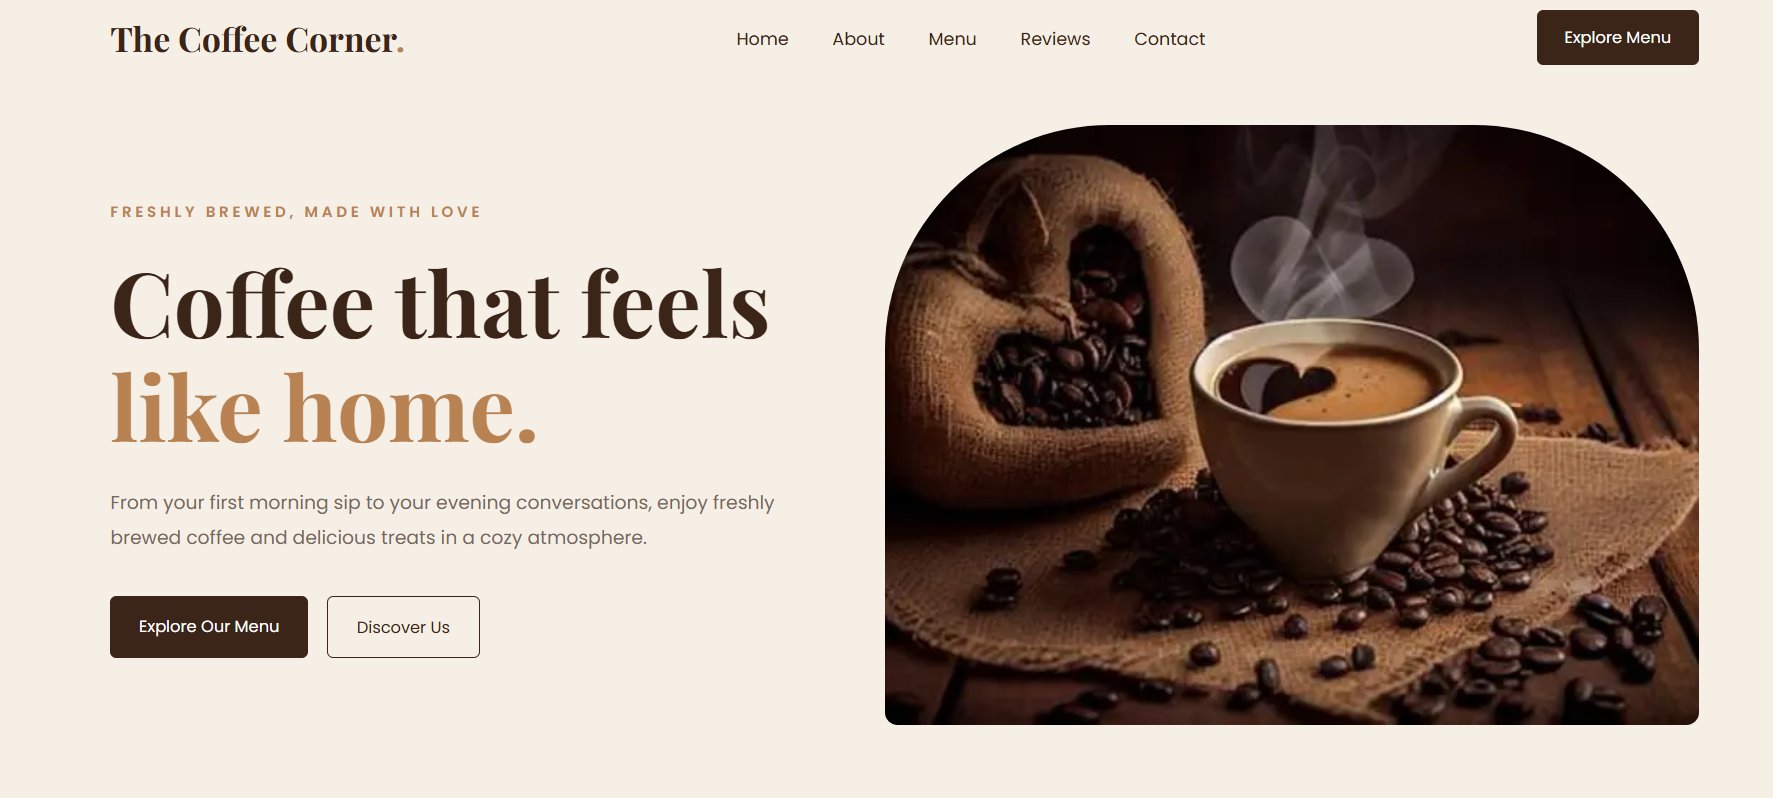 The Coffee Corner.
Home
About
Menu
Reviews
Contact
Explore Menu
FRESHLY BREWED, MADE WITH LOVE
Coffee that feels
like home.
From your first morning sip to your evening conversations, enjoy freshly
brewed coffee and delicious treats in a cozy atmosphere.
Explore Our Menu
Discover Us